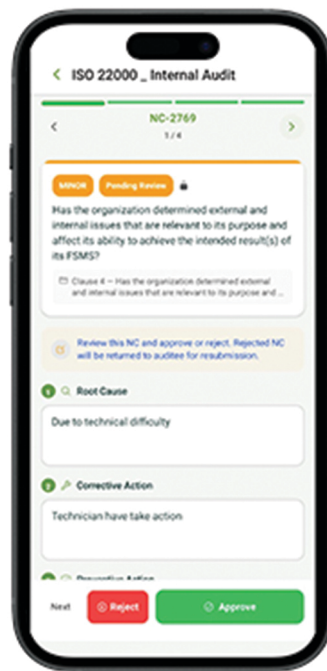 ISO 22000 _ Internal Audit
NC-2769
1 / 4
MINOR
Pending Review
Has the organization determined external and
internal issues that are relevant to its purpose and
affect its ability to achieve the intended result(s) of
its FSMS?
Clause 4 – Has the organization determined external
and internal issues that are relevant to its purpose and ...
Review this NC and approve or reject. Rejected NC
will be returned to auditee for resubmission.
Root Cause
Due to technical difficulty
Corrective Action
Technician have take action
Preventive Action
Next
Reject
Approve